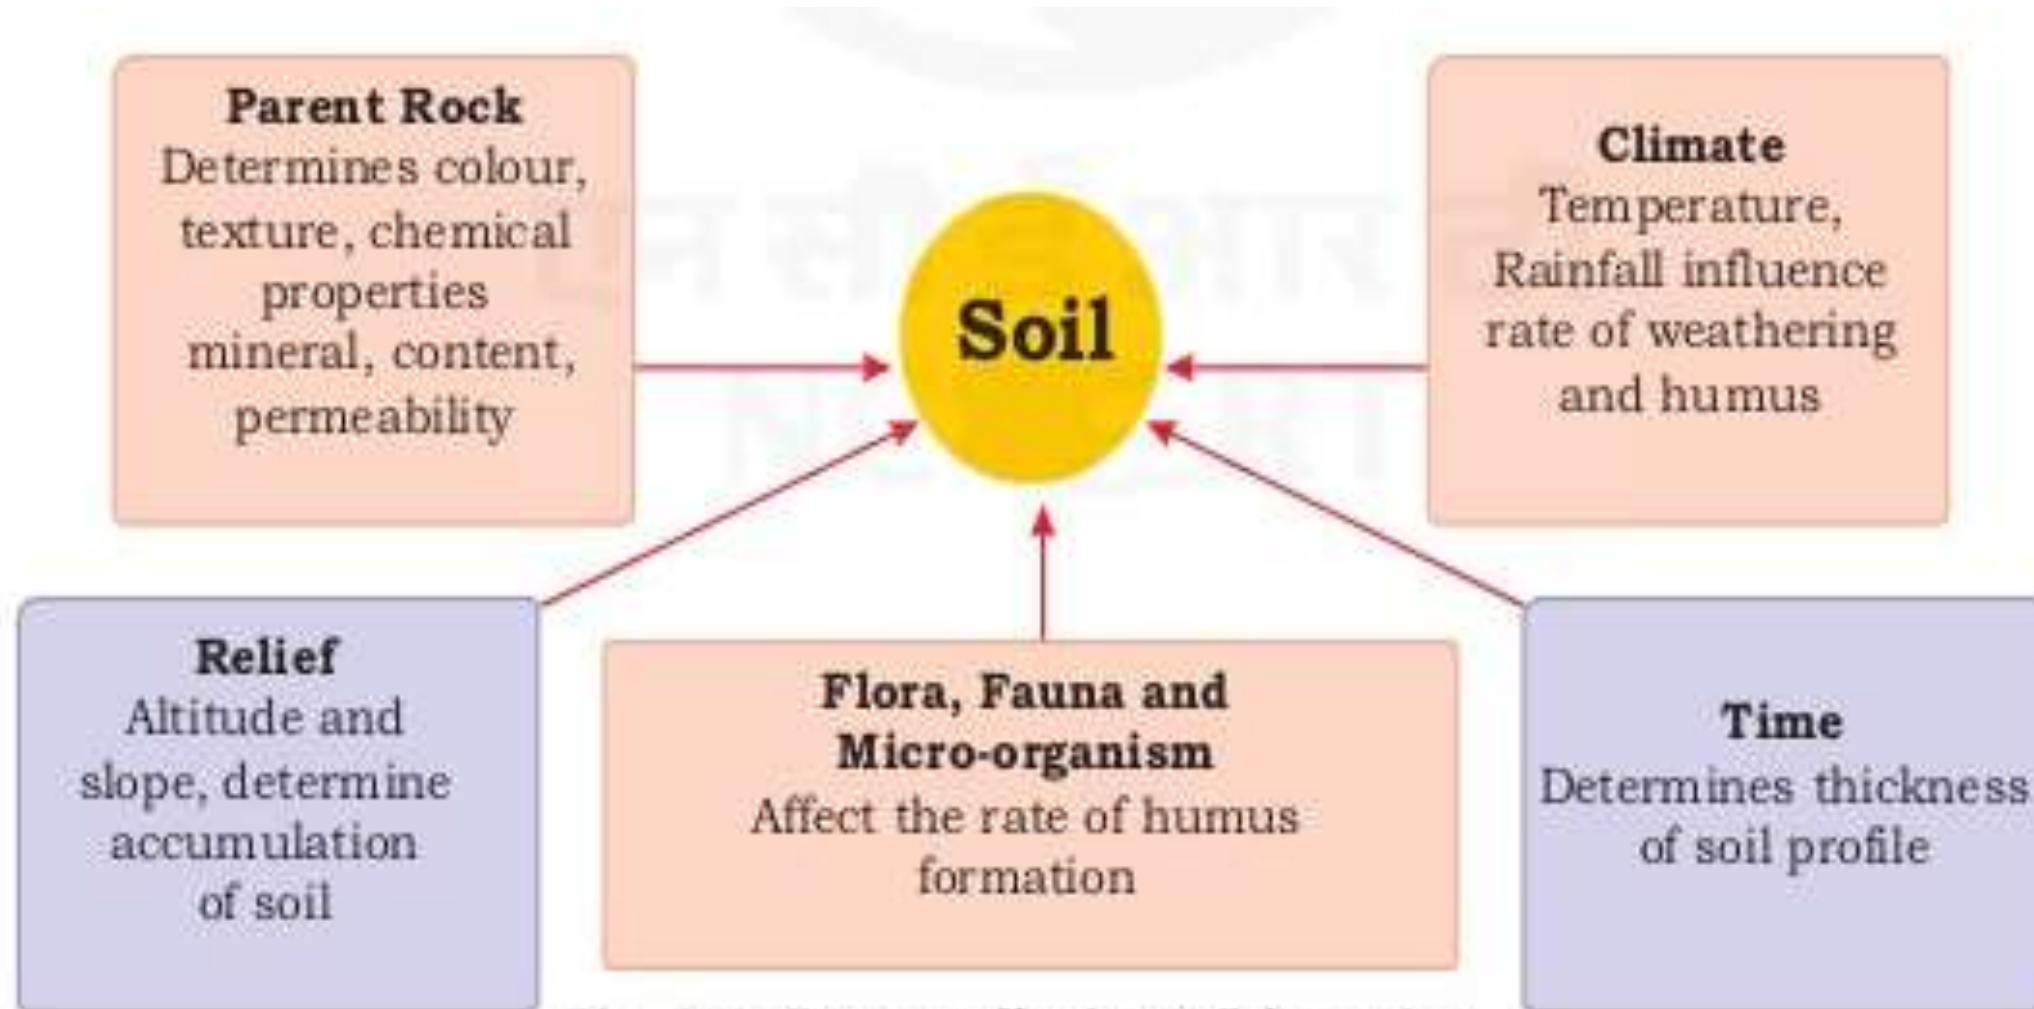 Parent Rock
Determines colour,
texture, chemical
properties
mineral, content,
permeability
Soil
Climate
Temperature,
Rainfall influence
rate of weathering
and humus
Relief
Altitude and
slope, determine
accumulation
of soil
Flora, Fauna and
Micro-organism
Affect the rate of humus
formation
Time
Determines thickness
of soil profile